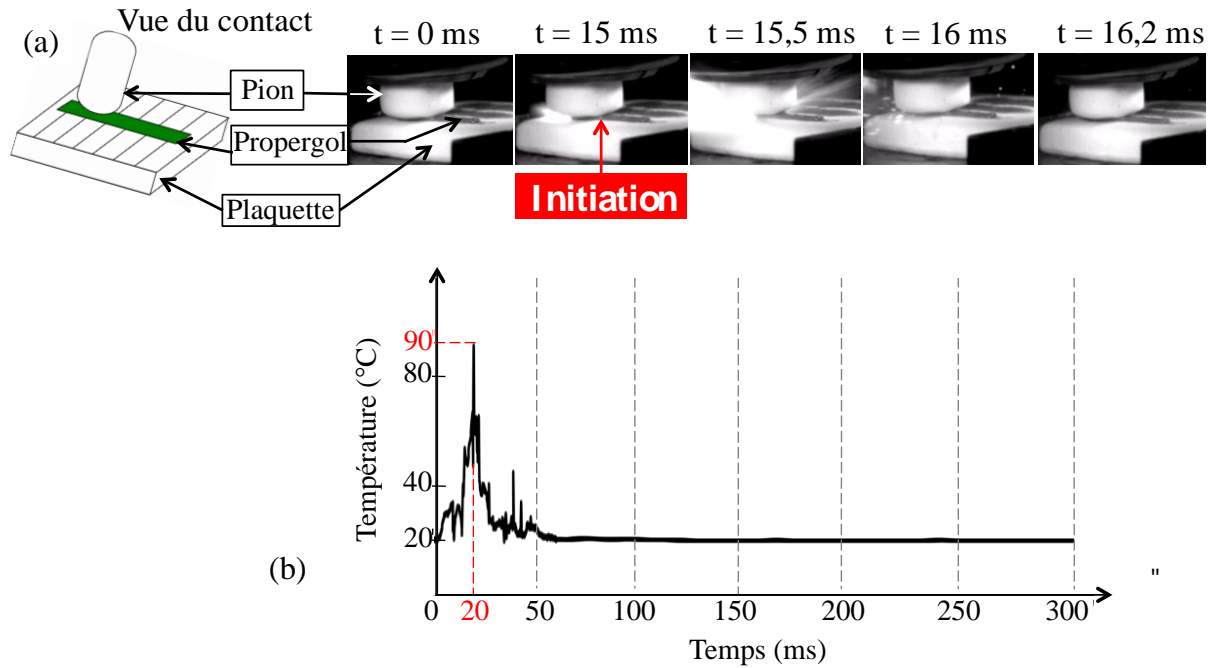 Vue du contact
(a)
t = 0 ms
t = 15 ms
t = 15,5 ms
t = 16 ms
t = 16,2 ms
Pion
Propergol
Plaquette
Initiation
Température (°C)
90
80
40
20
(b)
"
0 20 50 100 150 200 250 300
Temps (ms)